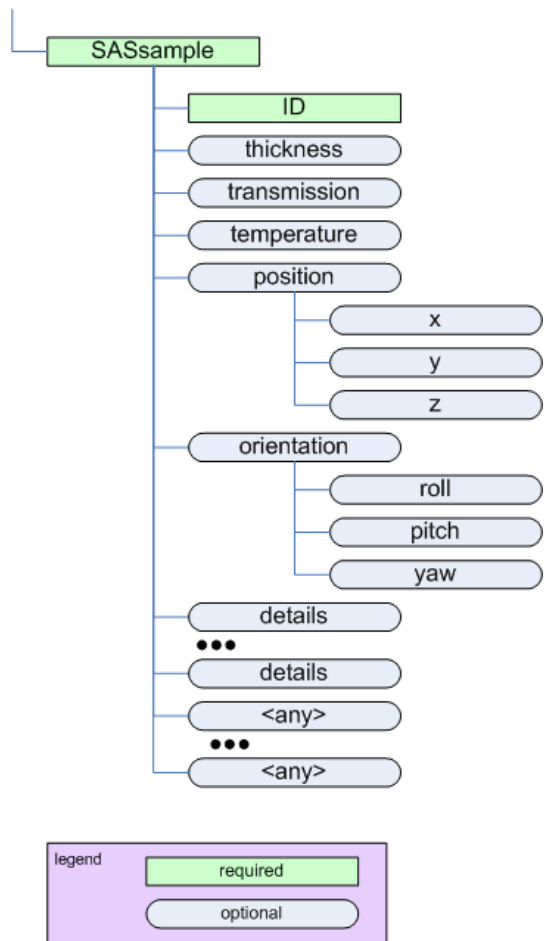 SASsample
ID
thickness
transmission
temperature
position
x
y
z
orientation
roll
pitch
yaw
details
•••
details
<any>
•••
<any>
legend
required
optional